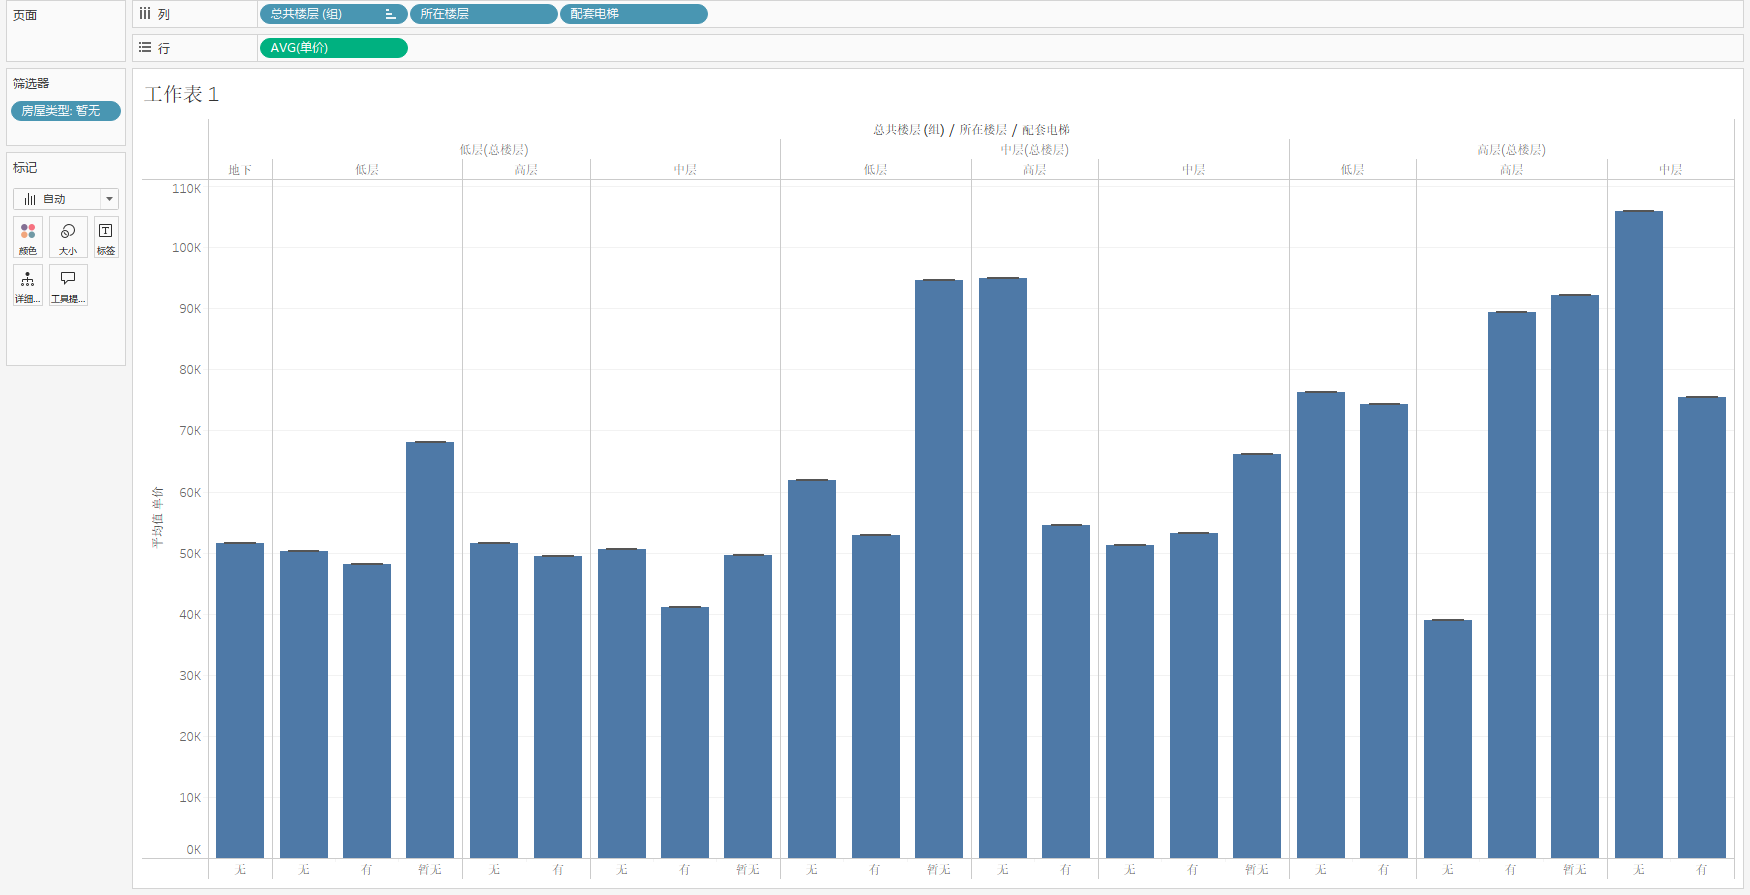 页面
列
总共楼层 (组)
所在楼层
配套电梯
行
AVG(单价)
筛选器
房屋类型: 暂无
标记
自动
颜色
大小
标签
详细...
工具提...
工作表 1
总共楼层 (组) / 所在楼层 / 配套电梯
低层(总楼层)
中层(总楼层)
高层(总楼层)
地下 低层 高层 中层 低层 高层 中层 低层 高层 中层
平均值 单价
110K
100K
90K
80K
70K
60K
50K
40K
30K
20K
10K
0K
无 无 有 暂无 无 有 无 有 暂无 无 有 暂无 无 有 无 有 暂无 无 有 无 有 暂无 无 有